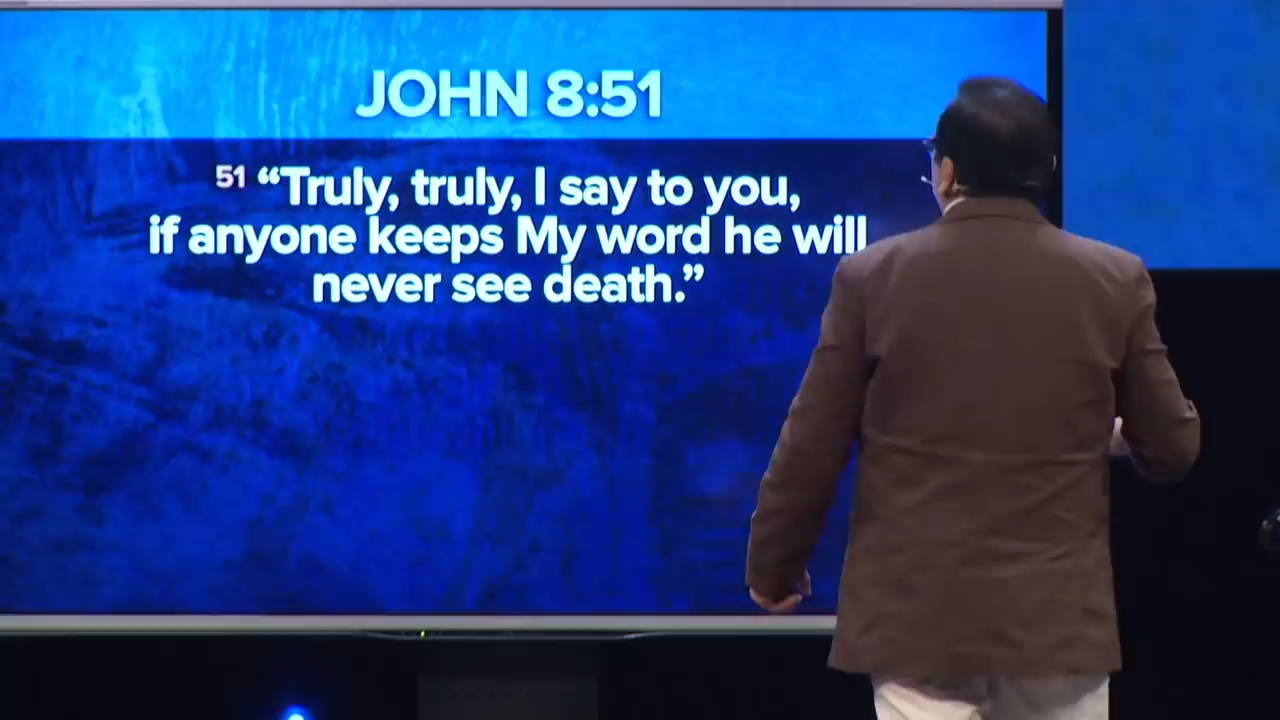 JOHN 8:51
51 “Truly, truly, I say to you,
if anyone keeps My word he will
never see death.”